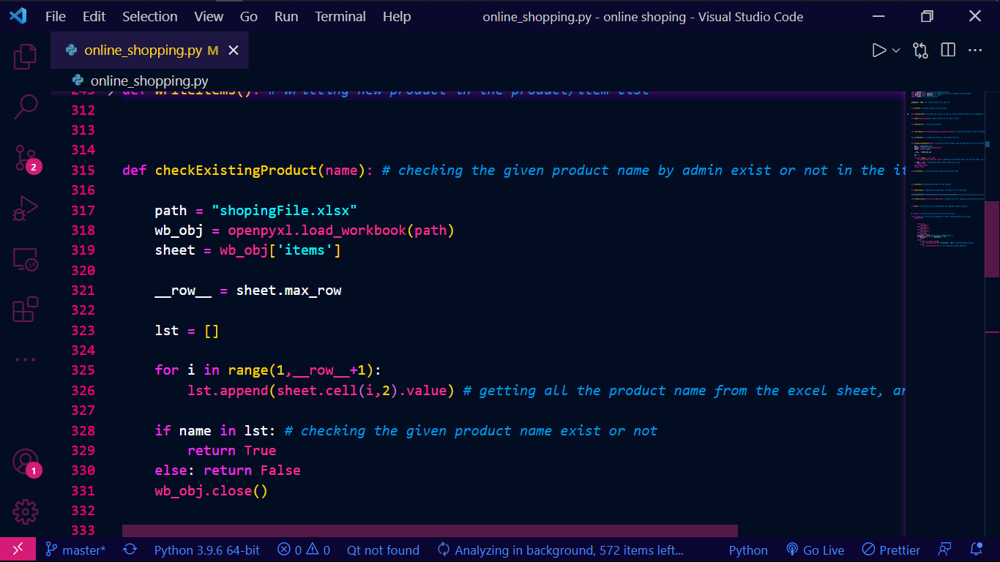 File Edit Selection View Go Run Terminal Help online_shopping.py - online shoping - Visual Studio Code
online_shopping.py M
online_shopping.py
249 def writeItems(): # writting new product in the product/item list
312
313
314
315 def checkExistingProduct(name): # checking the given product name by admin exist or not in the it
316
317 path = "shopingFile.xlsx"
318 wb_obj = openpyxl.load_workbook(path)
319 sheet = wb_obj['items']
320
321 __row__ = sheet.max_row
322
323 lst = []
324
325 for i in range(1,__row__+1):
326 lst.append(sheet.cell(i,2).value) # getting all the product name from the excel sheet, an
327
328 if name in lst: # checking the given product name exist or not
329 return True
330 else: return False
331 wb_obj.close()
332
333
2
1
master* Python 3.9.6 64-bit 0 0 Qt not found Analyzing in background, 572 items left... Python Go Live Prettier